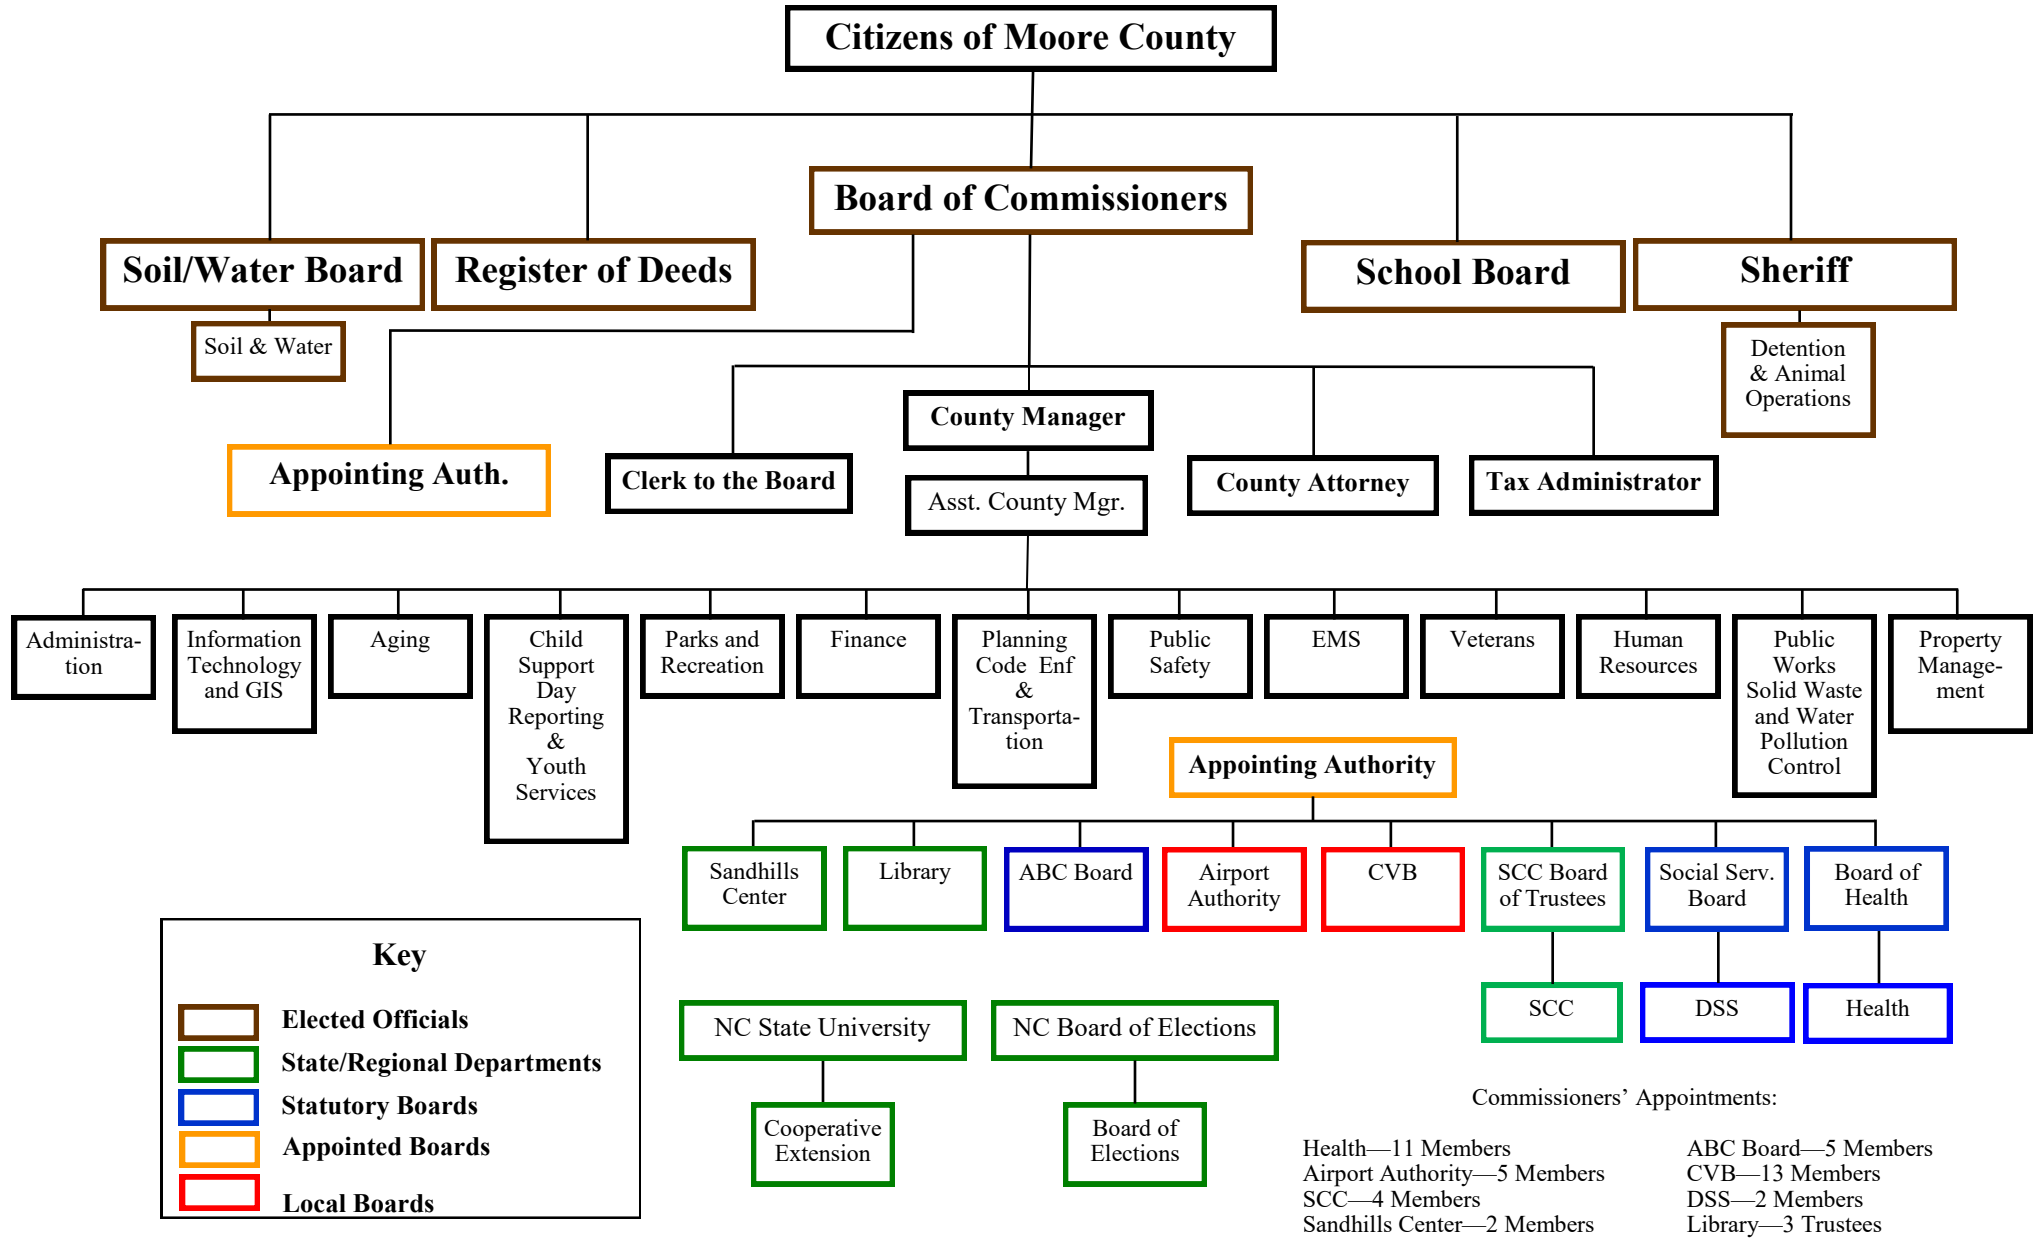 Citizens of Moore County
Board of Commissioners
Soil/Water Board
Register of Deeds
School Board
Sheriff
Soil & Water
Detention
& Animal
Operations
County Manager
Appointing Auth.
Clerk to the Board
Asst. County Mgr.
County Attorney
Tax Administrator
Administra-
tion
Information
Technology
and GIS
Aging
Child
Support
Day
Reporting
&
Youth
Services
Parks and
Recreation
Finance
Planning
Code Enf
&
Transporta-
tion
Public
Safety
EMS
Veterans
Human
Resources
Public
Works
Solid Waste
and Water
Pollution
Control
Property
Manage-
ment
Appointing Authority
Sandhills
Center
Library
ABC Board
Airport
Authority
CVB
SCC Board
of Trustees
Social Serv.
Board
Board of
Health
SCC
DSS
Health
NC State University
NC Board of Elections
Cooperative
Extension
Board of
Elections
Key
Elected Officials
State/Regional Departments
Statutory Boards
Appointed Boards
Local Boards
Commissioners’ Appointments:
Health—11 Members
Airport Authority—5 Members
SCC—4 Members
Sandhills Center—2 Members
ABC Board—5 Members
CVB—13 Members
DSS—2 Members
Library—3 Trustees